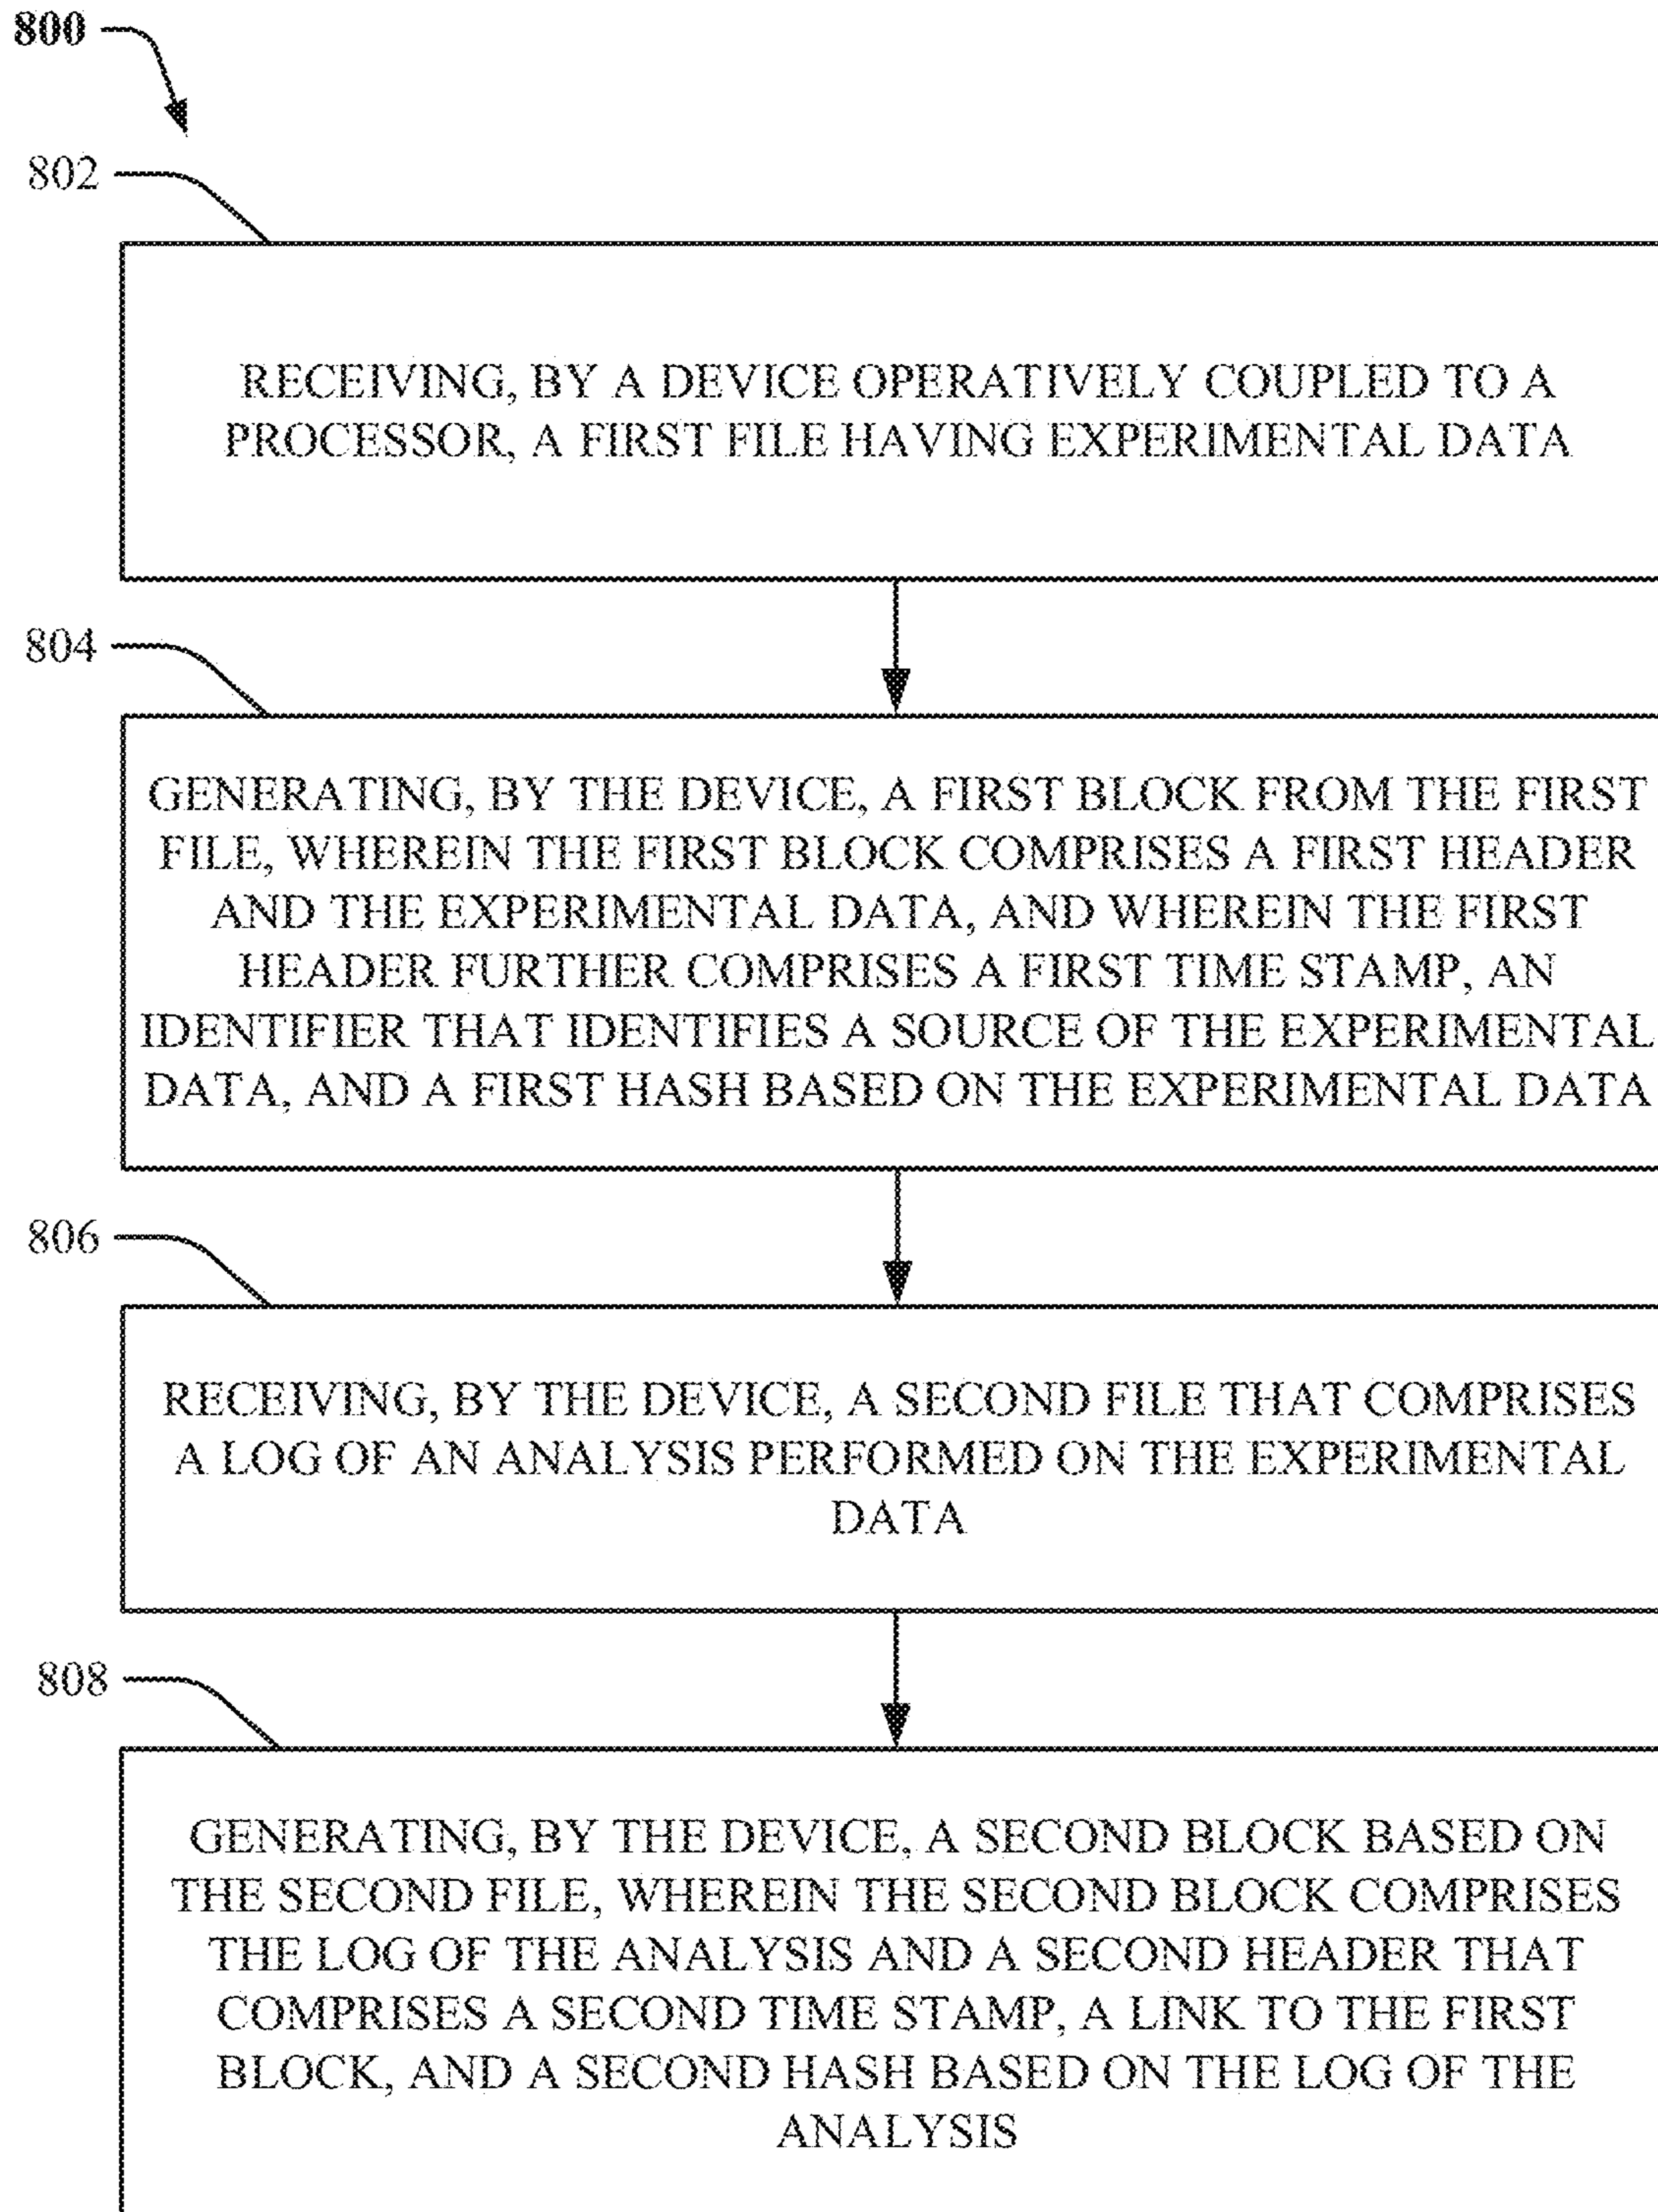 800
802
RECEIVING, BY A DEVICE OPERATIVELY COUPLED TO A
PROCESSOR, A FIRST FILE HAVING EXPERIMENTAL DATA
804
GENERATING, BY THE DEVICE, A FIRST BLOCK FROM THE FIRST
FILE, WHEREIN THE FIRST BLOCK COMPRISES A FIRST HEADER
AND THE EXPERIMENTAL DATA, AND WHEREIN THE FIRST
HEADER FURTHER COMPRISES A FIRST TIME STAMP, AN
IDENTIFIER THAT IDENTIFIES A SOURCE OF THE EXPERIMENTAL
DATA, AND A FIRST HASH BASED ON THE EXPERIMENTAL DATA
806
RECEIVING, BY THE DEVICE, A SECOND FILE THAT COMPRISES
A LOG OF AN ANALYSIS PERFORMED ON THE EXPERIMENTAL
DATA
808
GENERATING, BY THE DEVICE, A SECOND BLOCK BASED ON
THE SECOND FILE, WHEREIN THE SECOND BLOCK COMPRISES
THE LOG OF THE ANALYSIS AND A SECOND HEADER THAT
COMPRISES A SECOND TIME STAMP, A LINK TO THE FIRST
BLOCK, AND A SECOND HASH BASED ON THE LOG OF THE
ANALYSIS